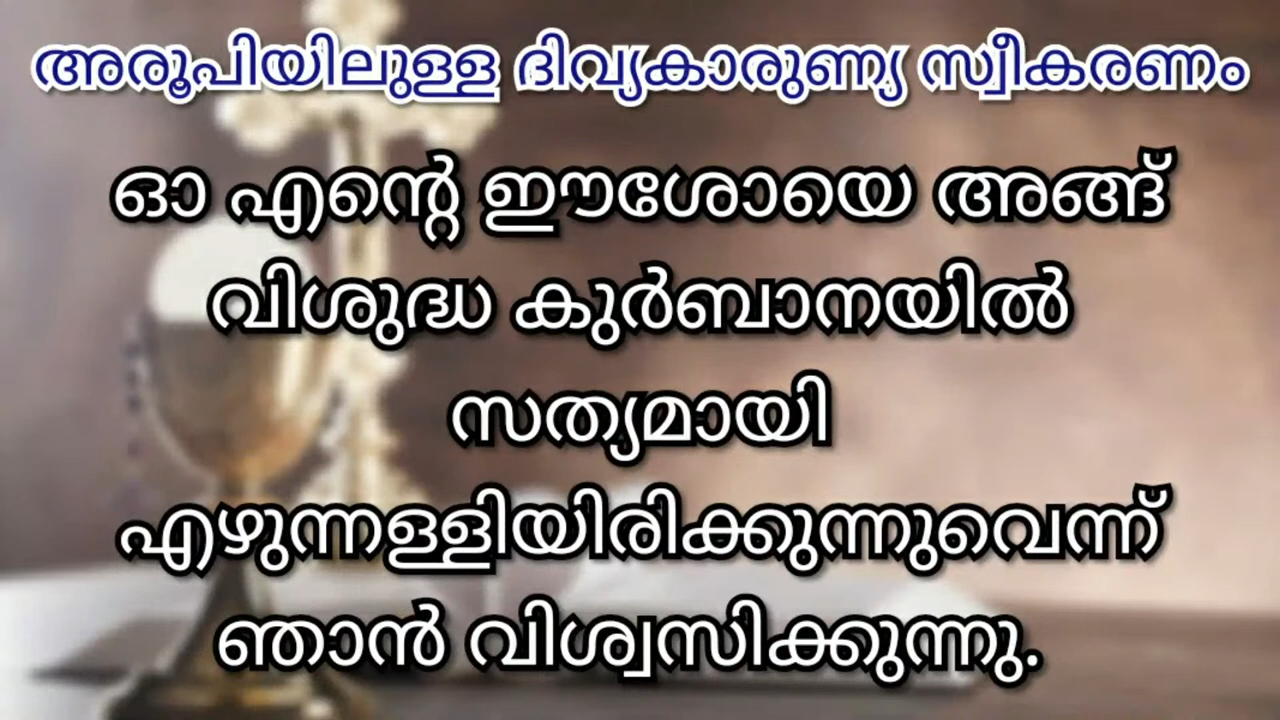 അരൂപിയിലുള്ള ദിവ്യകാരുണ്യ സ്വീകരണം
ഓ എന്റെ ഈശോയെ അങ്ങ്
വിശുദ്ധ കുർബാനയിൽ
സത്യമായി
എഴുന്നള്ളിയിരിക്കുന്നുവെന്ന്
ഞാൻ വിശ്വസിക്കുന്നു.